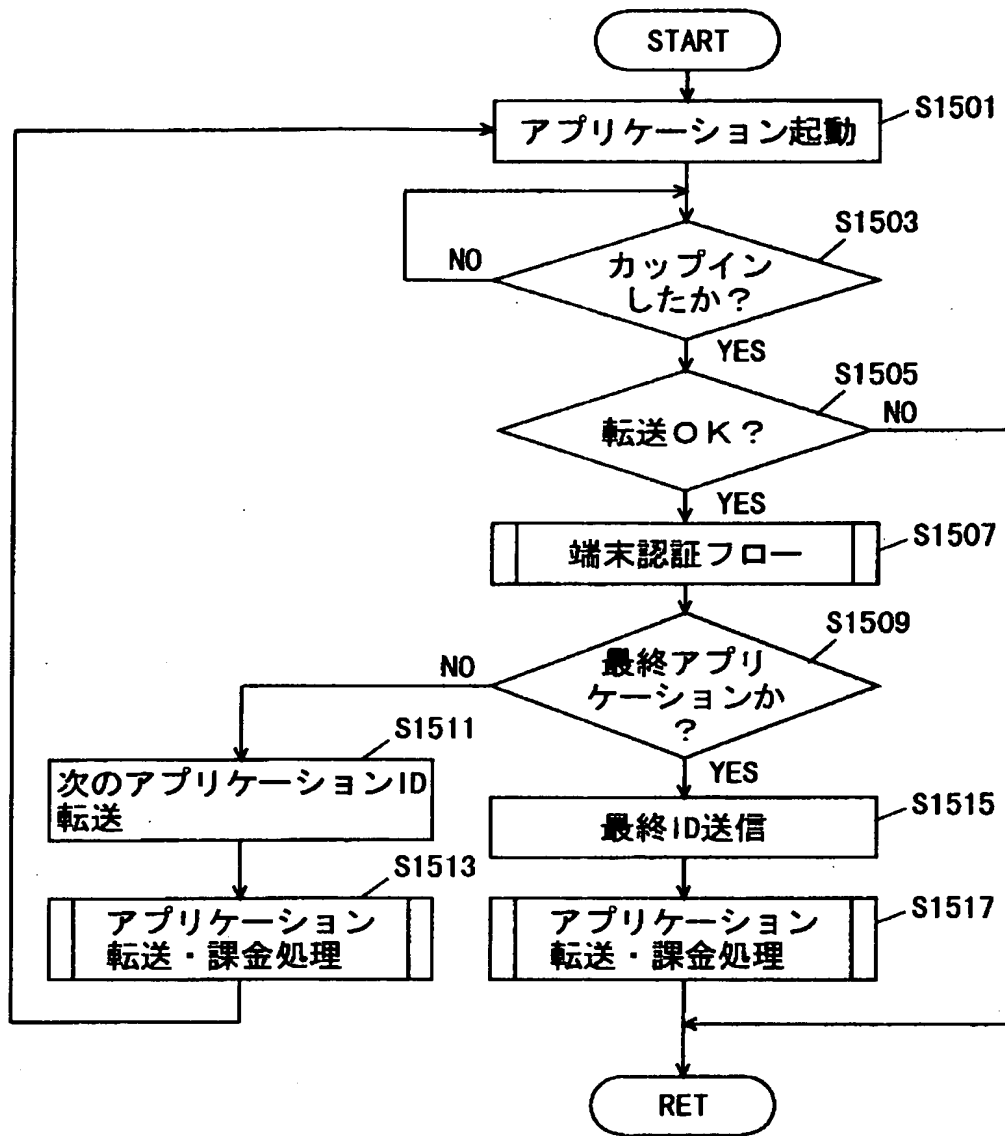 START
アプリケーション起動
S1501
カップイン
したか？
S1503
NO
YES
転送OK？
S1505
NO
YES
端末認証フロー
S1507
最終アプリ
ケーションか
？
S1509
NO
YES
次のアプリケーションID
転送
S1511
最終ID送信
S1515
アプリケーション
転送・課金処理
S1513
アプリケーション
転送・課金処理
S1517
RET